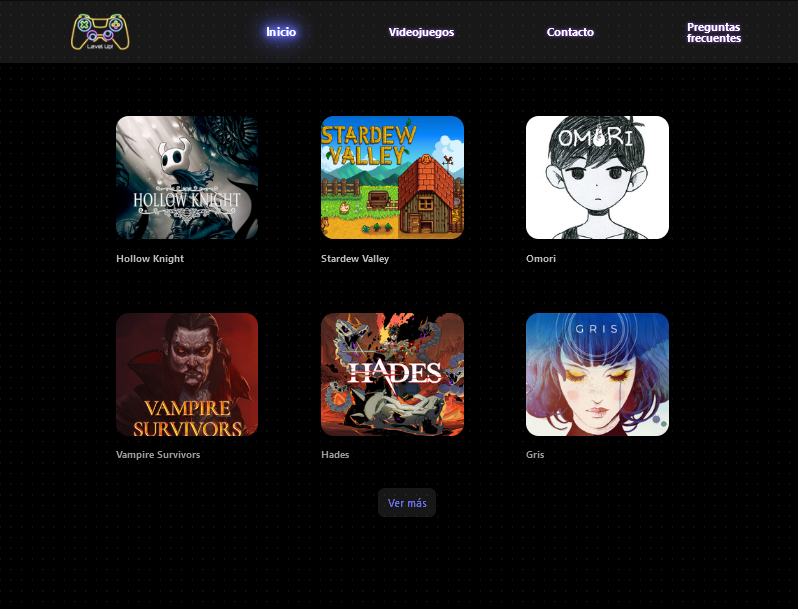 Level Up!
Inicio
Videojuegos
Contacto
Preguntas
frecuentes
HOLLOW KNIGHT
STARDEW
VALLEY
OMORI
Hollow Knight
Stardew Valley
Omori
VAMPIRE
SURVIVORS
HADES
GRIS
Vampire Survivors
Hades
Gris
Ver más